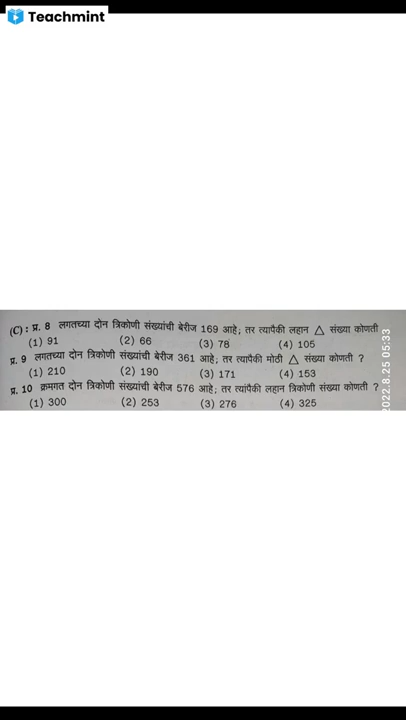 Teachmint
(C) : प्र. 8 लगतच्या दोन त्रिकोणी संख्यांची बेरीज 169 आहे; तर त्यापैकी लहान △ संख्या कोणती
(1) 91 (2) 66 (3) 78 (4) 105
प्र. 9 लगतच्या दोन त्रिकोणी संख्यांची बेरीज 361 आहे; तर त्यापैकी मोठी △ संख्या कोणती ?
(1) 210 (2) 190 (3) 171 (4) 153
प्र. 10 क्रमगत दोन त्रिकोणी संख्यांची बेरीज 576 आहे; तर त्यांपैकी लहान त्रिकोणी संख्या कोणती ?
(1) 300 (2) 253 (3) 276 (4) 325
2022.8.25 05:33